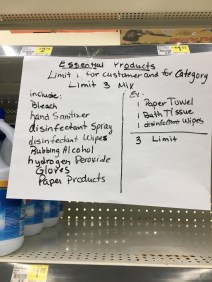 Essential Products
Limit 1 for customer and for Category
Limit 3 Mix
include:
Bleach
hand Sanitizer
disinfectant Spray
disinfectant Wipes
Rubbing Alcohol
hydrogen Peroxide
Gloves
Paper Products
Ex:
1 Paper Towel
1 Bath Tissue
1 disinfectant Wipes
3 Limit